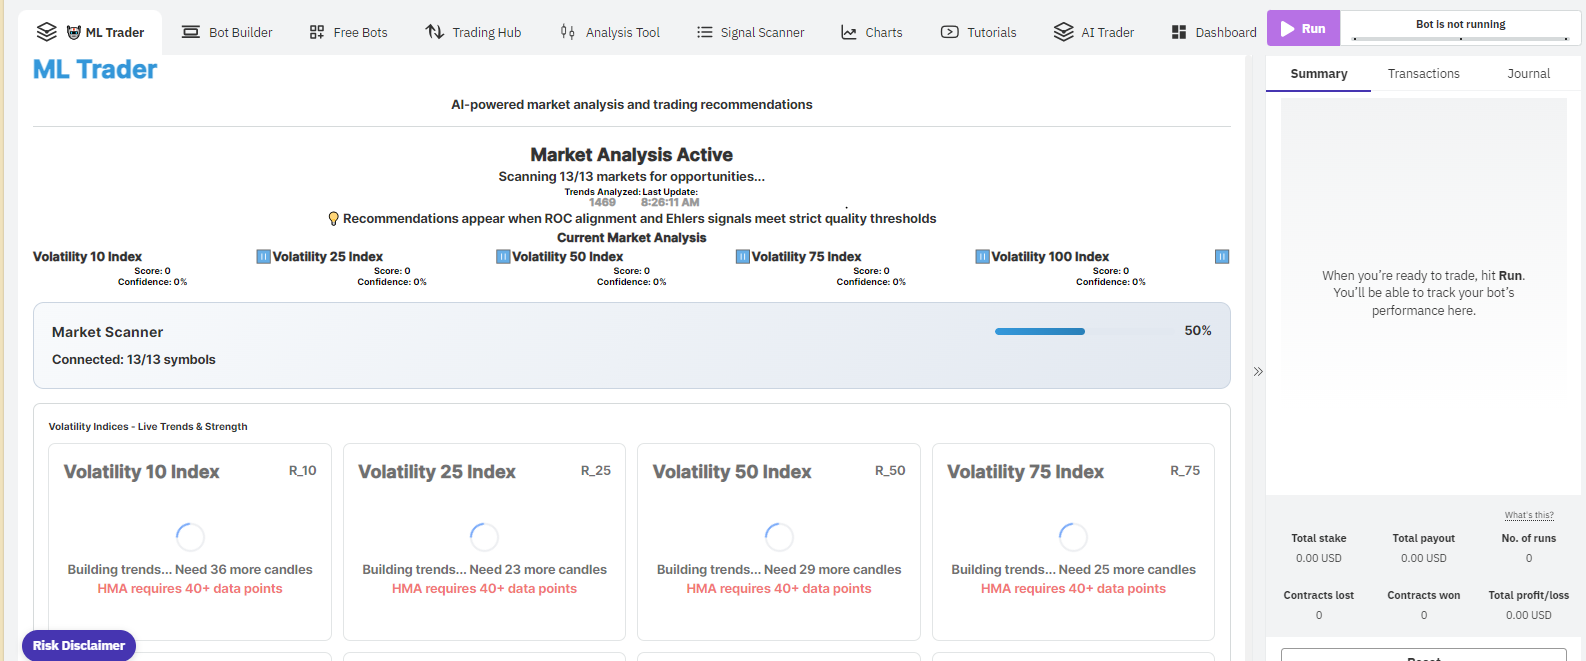 ML Trader
Bot Builder
Free Bots
Trading Hub
Analysis Tool
Signal Scanner
Charts
Tutorials
AI Trader
Dashboard
Run
Bot is not running
ML Trader
AI-powered market analysis and trading recommendations
Market Analysis Active
Scanning 13/13 markets for opportunities...
Trends Analyzed: Last Update:
1469 8:26:11 AM
Recommendations appear when ROC alignment and Ehlers signals meet strict quality thresholds
Current Market Analysis
Volatility 10 Index
Score: 0
Confidence: 0%
Volatility 25 Index
Score: 0
Confidence: 0%
Volatility 50 Index
Score: 0
Confidence: 0%
Volatility 75 Index
Score: 0
Confidence: 0%
Volatility 100 Index
Score: 0
Confidence: 0%
Market Scanner
50%
Connected: 13/13 symbols
Volatility Indices - Live Trends & Strength
Volatility 10 Index R_10
Building trends... Need 36 more candles
HMA requires 40+ data points
Volatility 25 Index R_25
Building trends... Need 23 more candles
HMA requires 40+ data points
Volatility 50 Index R_50
Building trends... Need 29 more candles
HMA requires 40+ data points
Volatility 75 Index R_75
Building trends... Need 25 more candles
HMA requires 40+ data points
Risk Disclaimer
Summary
Transactions
Journal
When you're ready to trade, hit Run.
You'll be able to track your bot's
performance here.
What's this?
Total stake
0.00 USD
Total payout
0.00 USD
No. of runs
0
Contracts lost
0
Contracts won
0
Total profit/loss
0.00 USD
Reset